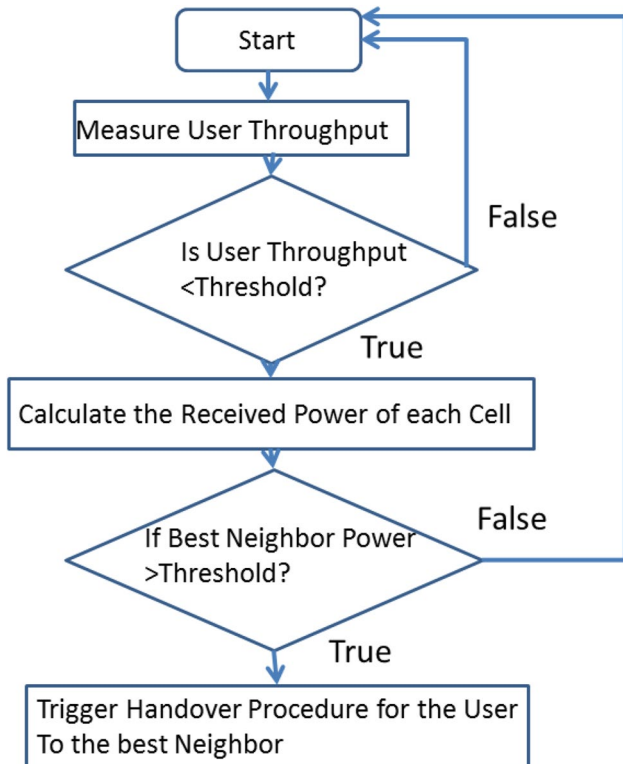 Start
Measure User Throughput
False
Is User Throughput
<Threshold?
True
Calculate the Received Power of each Cell
False
If Best Neighbor Power
>Threshold?
True
Trigger Handover Procedure for the User
To the best Neighbor